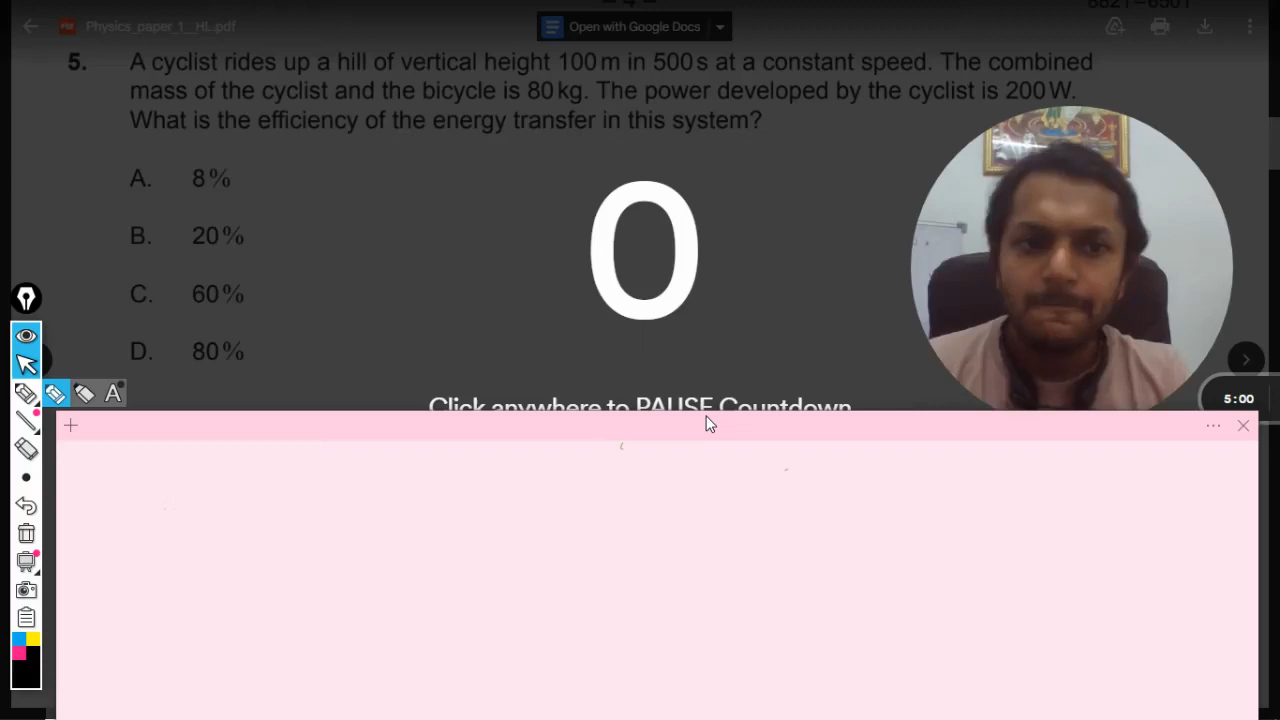 – 4 –
Physics_paper_1__HL.pdf
Open with Google Docs
5. A cyclist rides up a hill of vertical height 100 m in 500 s at a constant speed. The combined
mass of the cyclist and the bicycle is 80 kg. The power developed by the cyclist is 200 W.
What is the efficiency of the energy transfer in this system?
A. 8 %
B. 20 %
C. 60 %
D. 80 %
0
Click anywhere to PAUSE Countdown
5:00
A